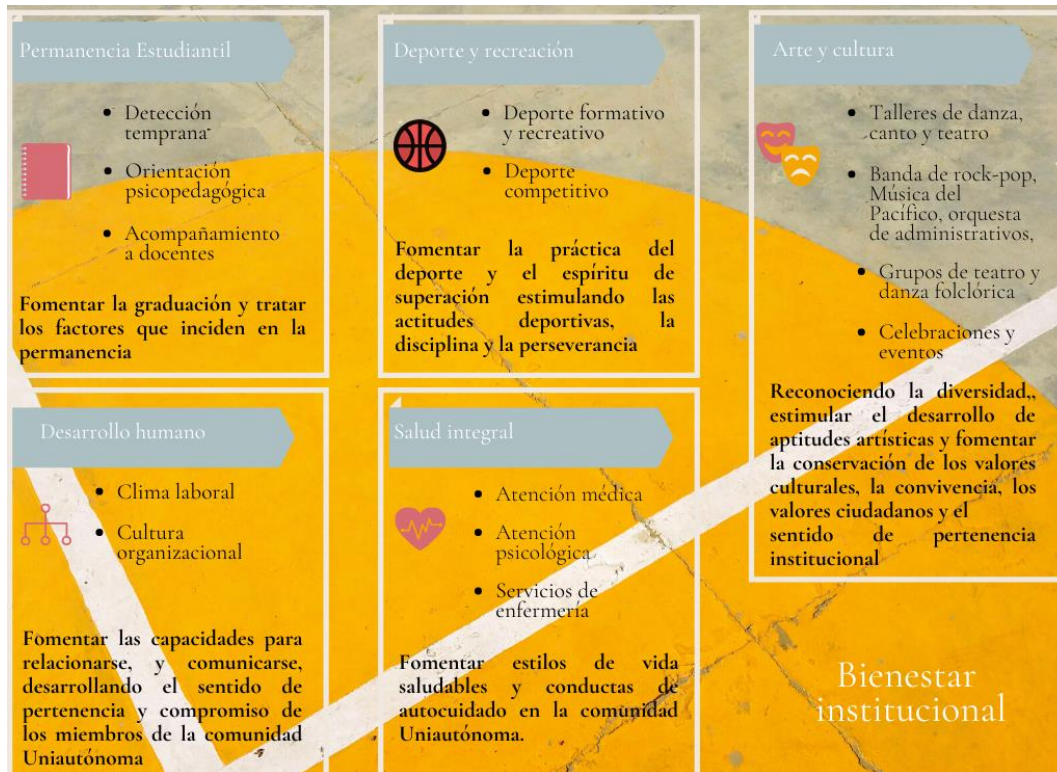 Permanencia Estudiantil
• Detección
temprana
• Orientación
psicopedagógica
• Acompañamiento
a docentes
Fomentar la graduación y tratar
los factores que inciden en la
permanencia
Deporte y recreación
• Deporte formativo
y recreativo
• Deporte
competitivo
Fomentar la práctica del
deporte y el espíritu de
superación estimulando las
actitudes deportivas, la
disciplina y la perseverancia
Arte y cultura
• Talleres de danza,
canto y teatro
• Banda de rock-pop,
Música del
Pacífico, orquesta
de administrativos,
• Grupos de teatro y
danza folclórica
• Celebraciones y
eventos
Reconociendo la diversidad,,
estimular el desarrollo de
aptitudes artísticas y fomentar
la conservación de los valores
culturales, la convivencia, los
valores ciudadanos y el
sentido de pertenencia
institucional
Desarrollo humano
• Clima laboral
• Cultura
organizacional
Fomentar las capacidades para
relacionarse, y comunicarse,
desarrollando el sentido de
pertenencia y compromiso de
los miembros de la comunidad
Uniautónoma
Salud integral
• Atención médica
• Atención
psicológica
• Servicios de
enfermería
Fomentar estilos de vida
saludables y conductas de
autocuidado en la comunidad
Uniautónoma.
Bienestar
institucional